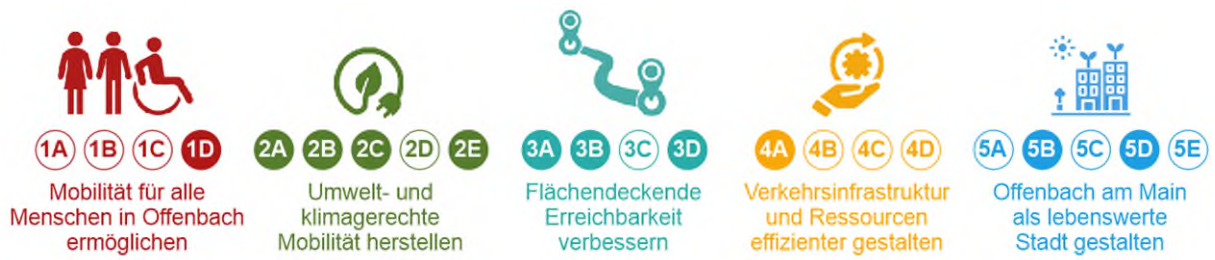 1A 1B 1C 1D
Mobilität für alle
Menschen in Offenbach
ermöglichen
2A 2B 2C 2D 2E
Umwelt- und
klimagerechte
Mobilität herstellen
3A 3B 3C 3D
Flächendeckende
Erreichbarkeit
verbessern
4A 4B 4C 4D
Verkehrsinfrastruktur
und Ressourcen
effizienter gestalten
5A 5B 5C 5D 5E
Offenbach am Main
als lebenswerte
Stadt gestalten